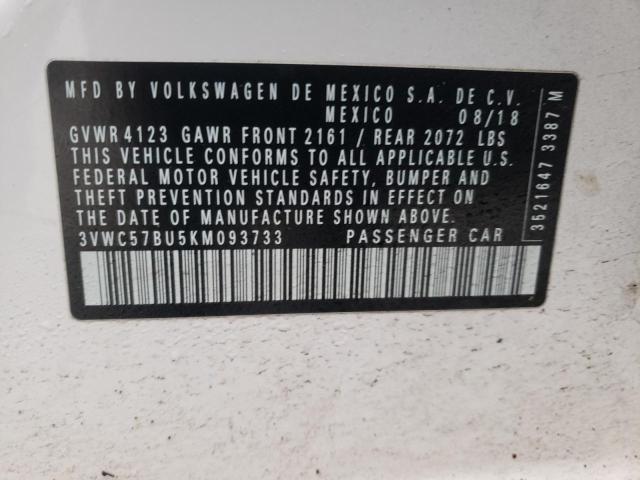 MFD BY VOLKSWAGEN DE MEXICO S.A. DE C.V.
MEXICO 08/18
GVWR 4123 GAWR FRONT 2161 / REAR 2072 LBS
THIS VEHICLE CONFORMS TO ALL APPLICABLE U.S.
FEDERAL MOTOR VEHICLE SAFETY, BUMPER AND
THEFT PREVENTION STANDARDS IN EFFECT ON
THE DATE OF MANUFACTURE SHOWN ABOVE.
3VWC57BU5KM093733 PASSENGER CAR
3521647 3387 M